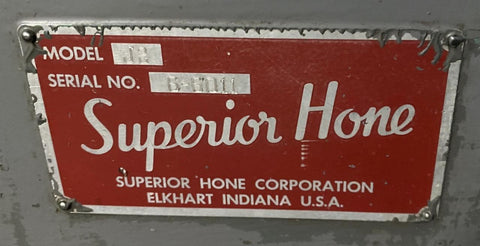 MODEL
SERIAL NO.
Superior Hone
SUPERIOR HONE CORPORATION
ELKHART INDIANA U.S.A.